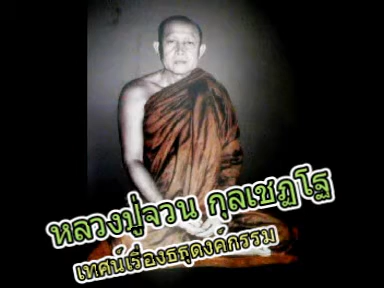 หลวงปู่จวน กุลเชฏโฐ
เทศน์เรื่องธรุดงค์กรรม